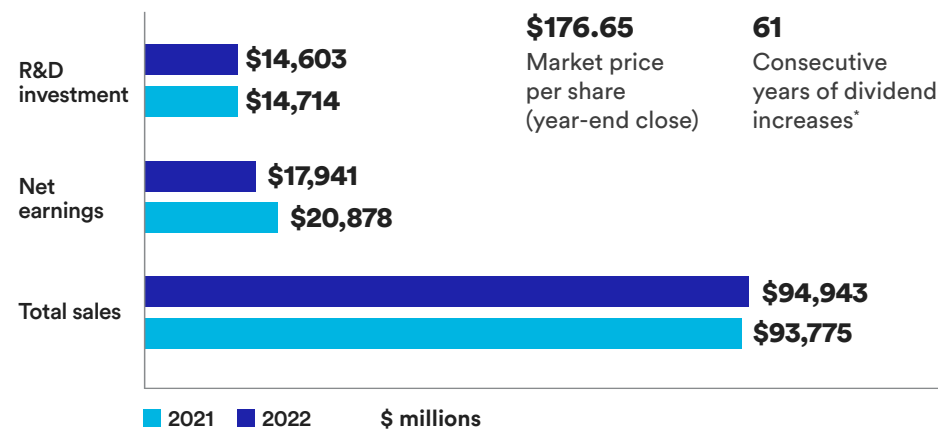 $176.65
Market price
per share
(year-end close)
61
Consecutive
years of dividend
increases*
R&D
investment
$14,603
$14,714
Net
earnings
$17,941
$20,878
Total sales
$94,943
$93,775
2021 2022 $ millions